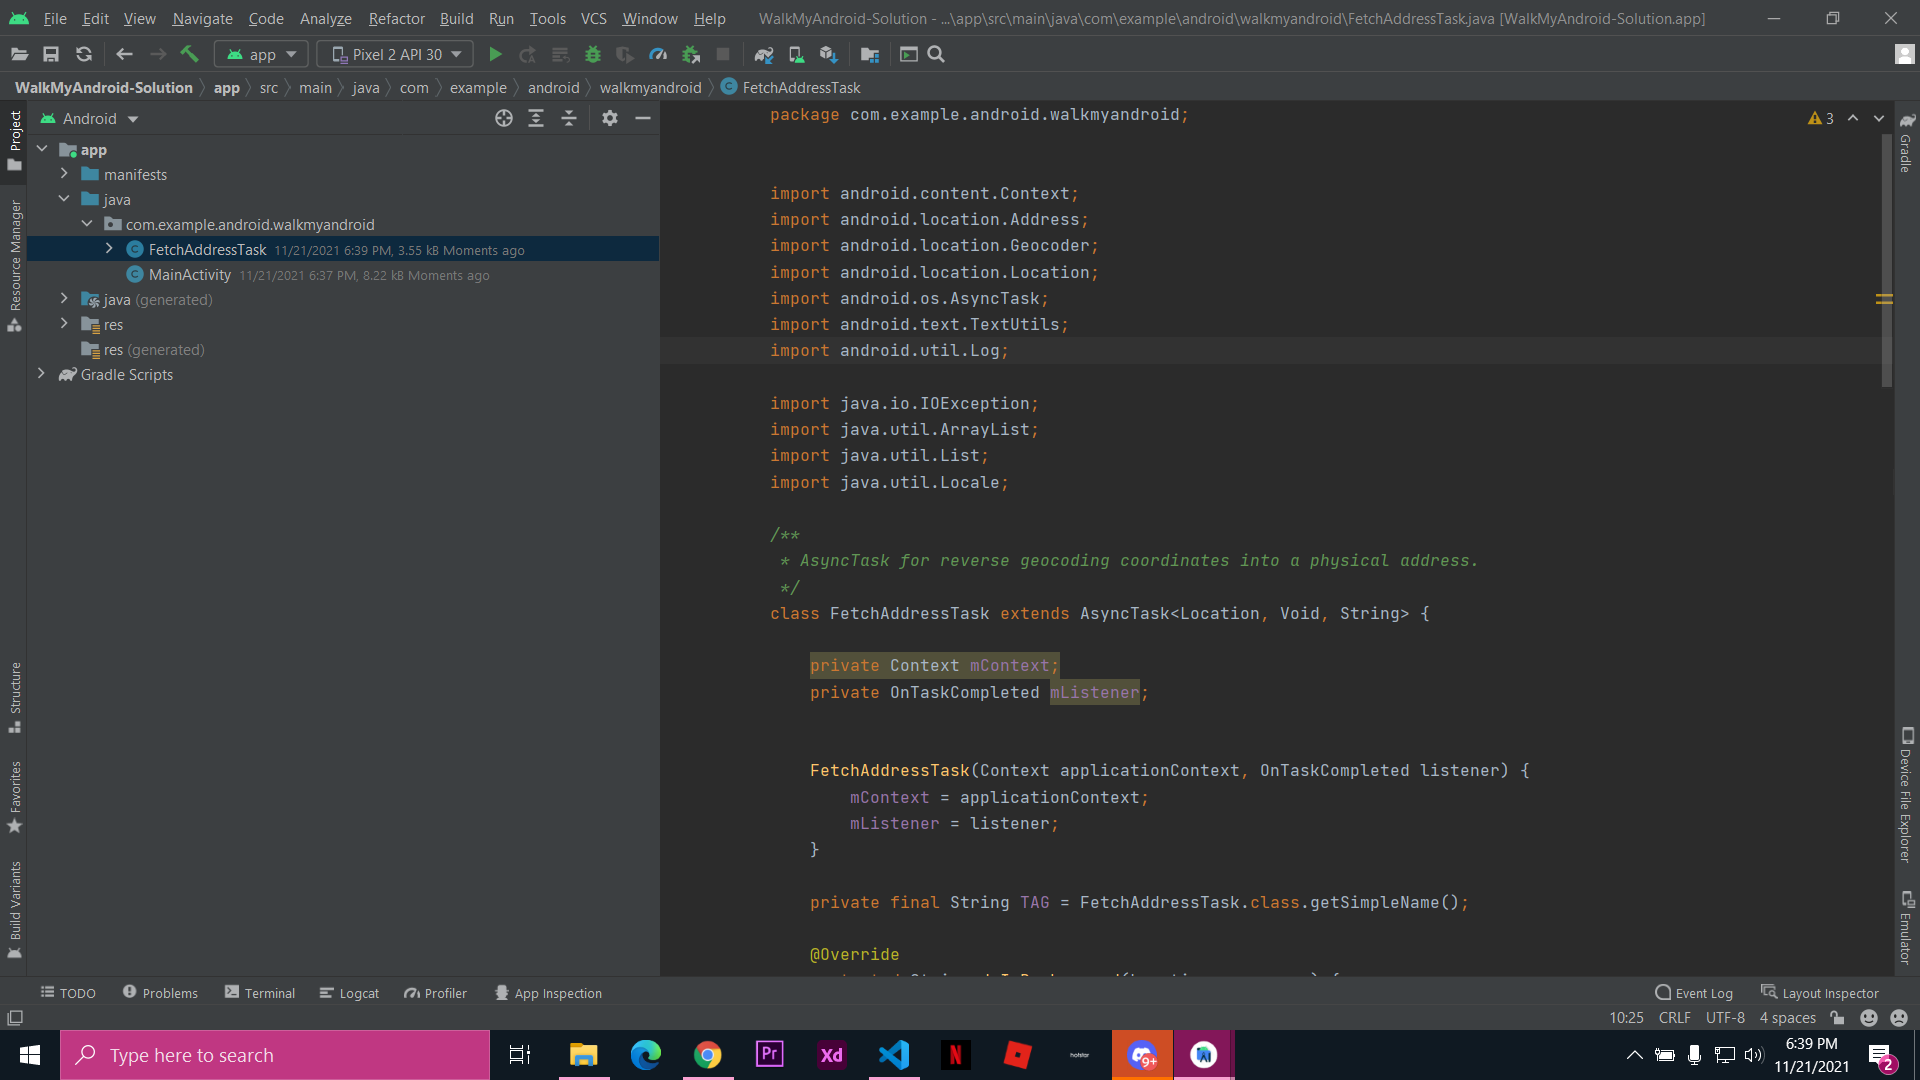 File Edit View Navigate Code Analyze Refactor Build Run Tools VCS Window Help WalkMyAndroid-Solution - ...\app\src\main\java\com\example\android\walkmyandroid\FetchAddressTask.java [WalkMyAndroid-Solution.app]
app Pixel 2 API 30
WalkMyAndroid-Solution app src main java com example android walkmyandroid FetchAddressTask
Project
Resource Manager
Structure
Favorites
Build Variants
Android
app
manifests
java
com.example.android.walkmyandroid
FetchAddressTask 11/21/2021 6:39 PM, 3.55 kB Moments ago
MainActivity 11/21/2021 6:37 PM, 8.22 kB Moments ago
java (generated)
res
res (generated)
Gradle Scripts
3
package com.example.android.walkmyandroid;
import android.content.Context;
import android.location.Address;
import android.location.Geocoder;
import android.location.Location;
import android.os.AsyncTask;
import android.text.TextUtils;
import android.util.Log;
import java.io.IOException;
import java.util.ArrayList;
import java.util.List;
import java.util.Locale;
/**
* AsyncTask for reverse geocoding coordinates into a physical address.
*/
class FetchAddressTask extends AsyncTask<Location, Void, String> {
private Context mContext;
private OnTaskCompleted mListener;
FetchAddressTask(Context applicationContext, OnTaskCompleted listener) {
mContext = applicationContext;
mListener = listener;
}
private final String TAG = FetchAddressTask.class.getSimpleName();
@Override
Gradle
Device File Explorer
Emulator
TODO Problems Terminal Logcat Profiler App Inspection Event Log Layout Inspector
10:25 CRLF UTF-8 4 spaces
Type here to search
Pr
Xd
N
hotstar
9+
6:39 PM
11/21/2021
2